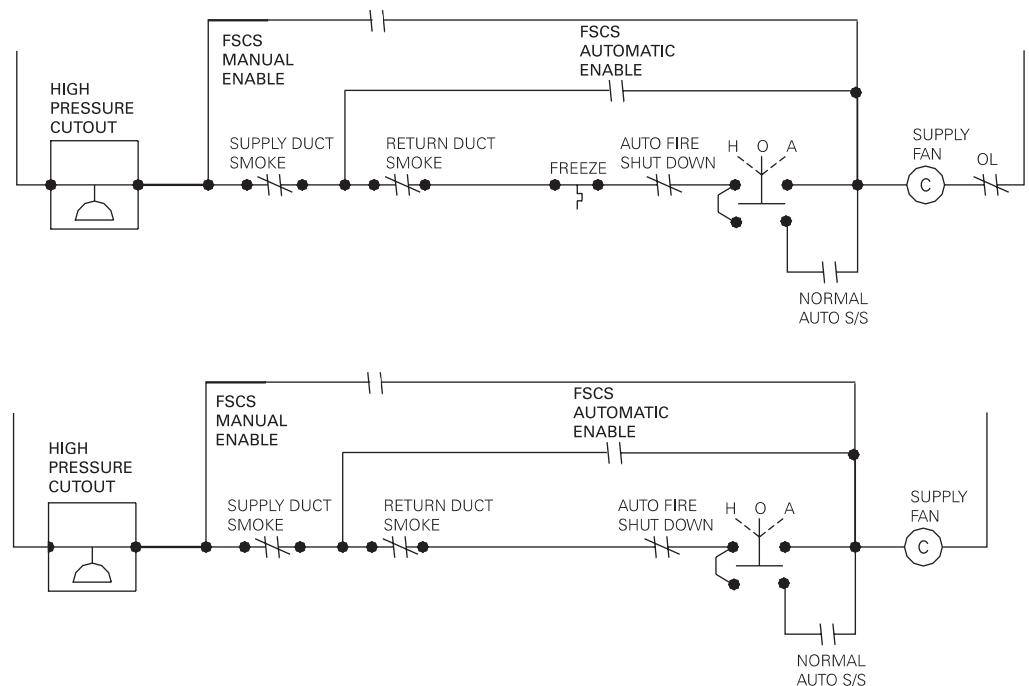 FSCS
MANUAL
ENABLE
FSCS
AUTOMATIC
ENABLE
HIGH
PRESSURE
CUTOUT
SUPPLY DUCT
SMOKE
RETURN DUCT
SMOKE
FREEZE
AUTO FIRE
SHUT DOWN
H O A
SUPPLY
FAN
OL
C
NORMAL
AUTO S/S
FSCS
MANUAL
ENABLE
FSCS
AUTOMATIC
ENABLE
HIGH
PRESSURE
CUTOUT
SUPPLY DUCT
SMOKE
RETURN DUCT
SMOKE
AUTO FIRE
SHUT DOWN
H O A
SUPPLY
FAN
C
NORMAL
AUTO S/S